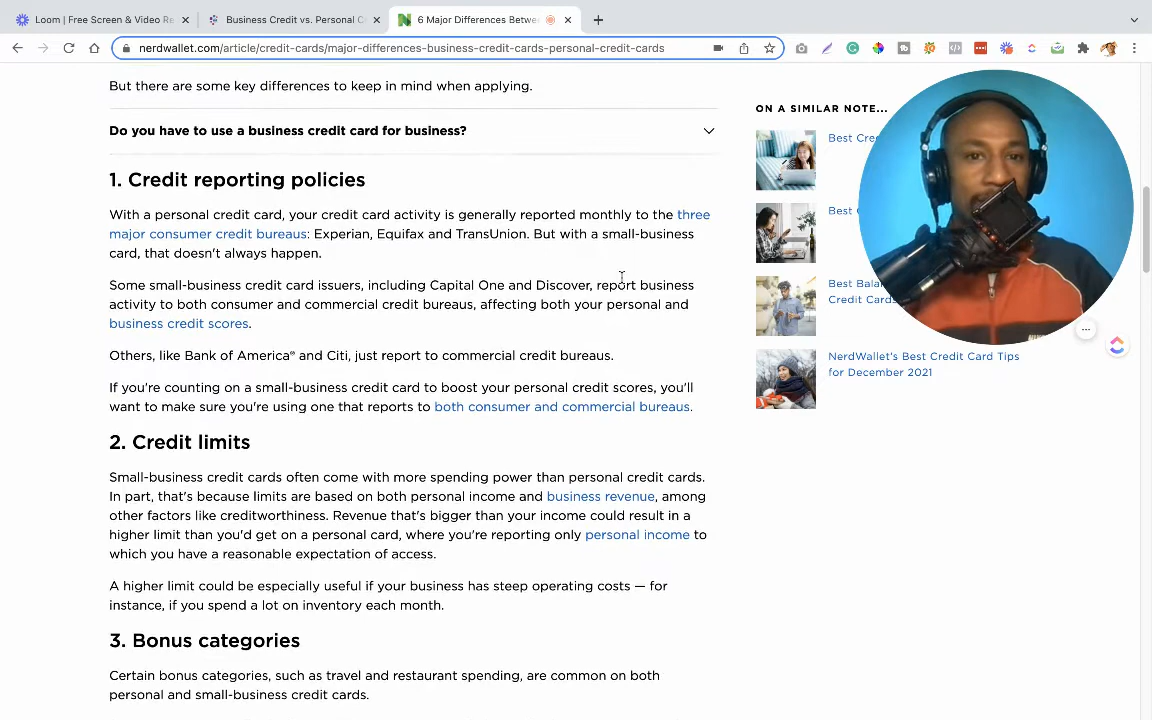 Loom | Free Screen & Video Re
Business Credit vs. Personal C
6 Major Differences Betwe
nerdwallet.com/article/credit-cards/major-differences-business-credit-cards-personal-credit-cards
But there are some key differences to keep in mind when applying.
Do you have to use a business credit card for business?
1. Credit reporting policies
With a personal credit card, your credit card activity is generally reported monthly to the three
major consumer credit bureaus: Experian, Equifax and TransUnion. But with a small-business
card, that doesn't always happen.
Some small-business credit card issuers, including Capital One and Discover, report business
activity to both consumer and commercial credit bureaus, affecting both your personal and
business credit scores.
Others, like Bank of America® and Citi, just report to commercial credit bureaus.
If you're counting on a small-business credit card to boost your personal credit scores, you'll
want to make sure you're using one that reports to both consumer and commercial bureaus.
2. Credit limits
Small-business credit cards often come with more spending power than personal credit cards.
In part, that's because limits are based on both personal income and business revenue, among
other factors like creditworthiness. Revenue that's bigger than your income could result in a
higher limit than you'd get on a personal card, where you're reporting only personal income to
which you have a reasonable expectation of access.
A higher limit could be especially useful if your business has steep operating costs — for
instance, if you spend a lot on inventory each month.
3. Bonus categories
Certain bonus categories, such as travel and restaurant spending, are common on both
personal and small-business credit cards.
ON A SIMILAR NOTE...
Best Cre
Best
Best Bala
Credit Cards
NerdWallet's Best Credit Card Tips
for December 2021